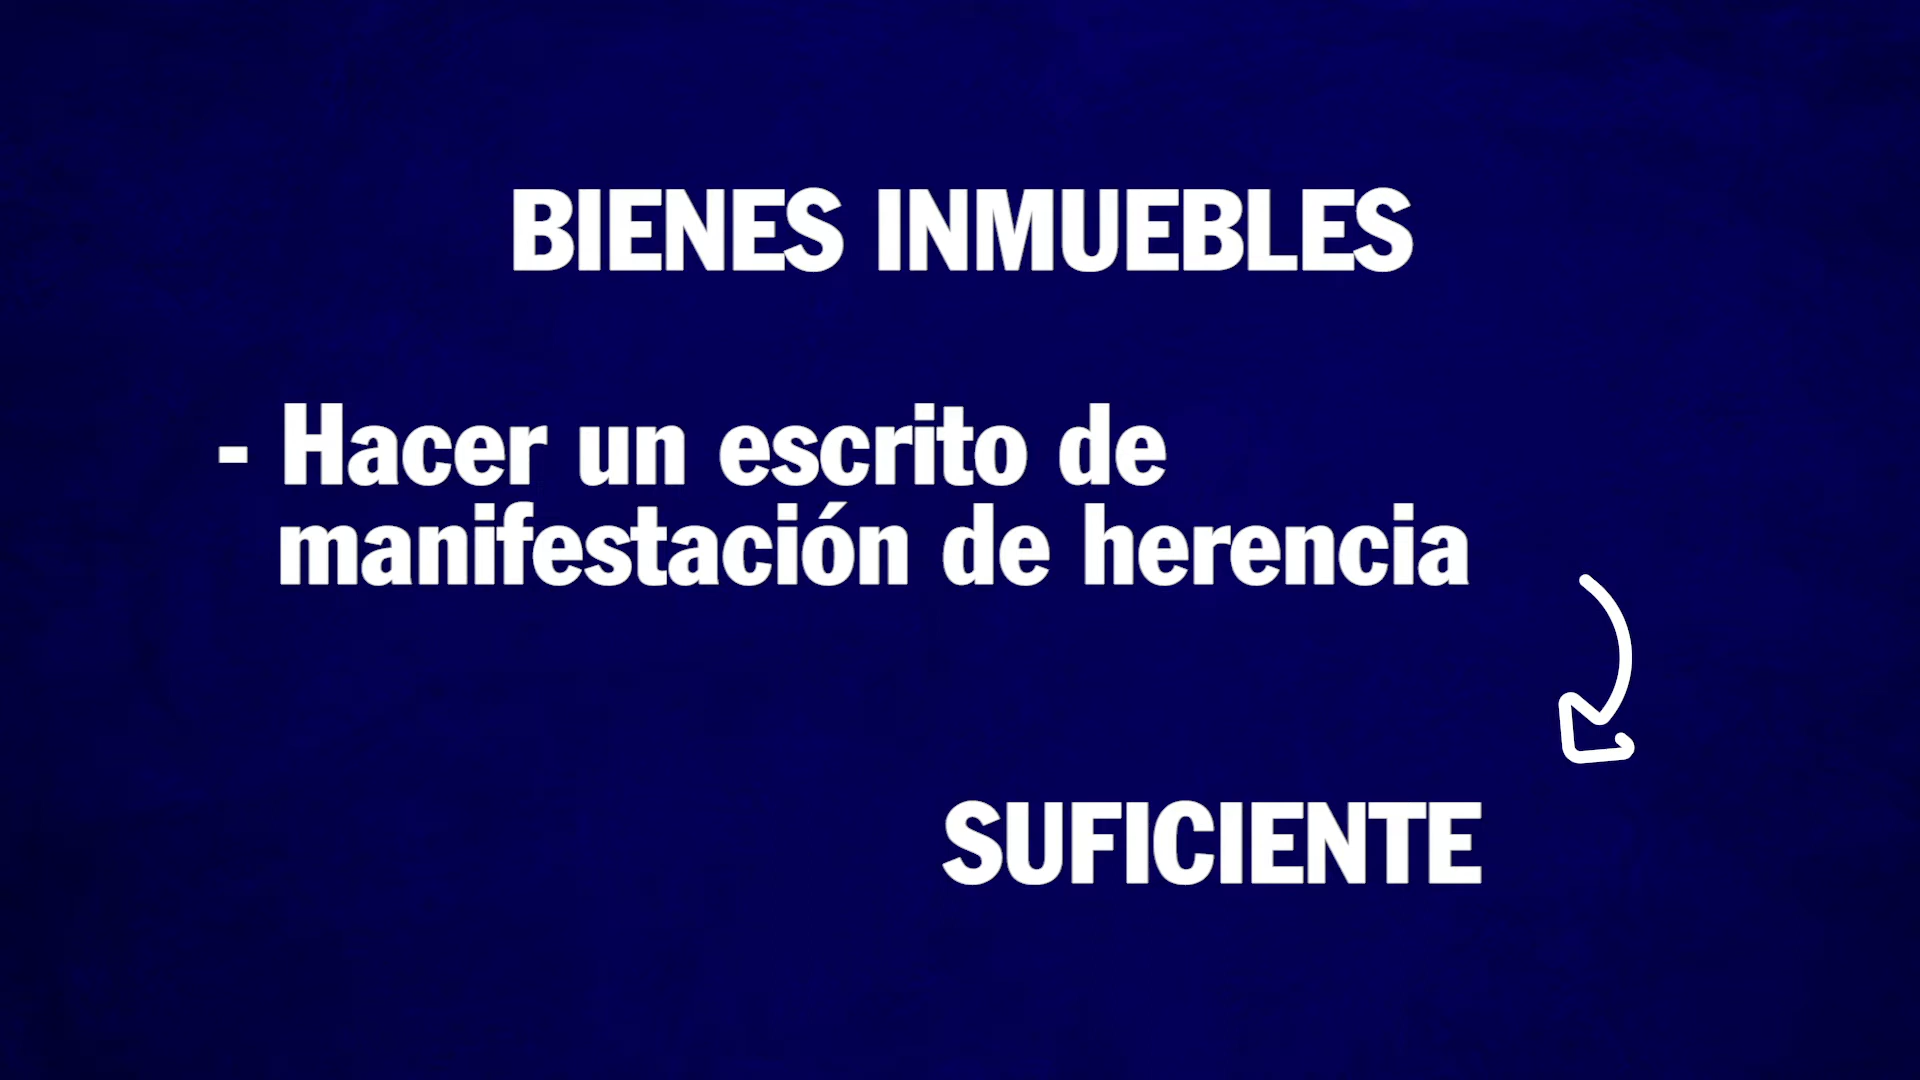 BIENES INMUEBLES
- Hacer un escrito de
manifestación de herencia
SUFICIENTE